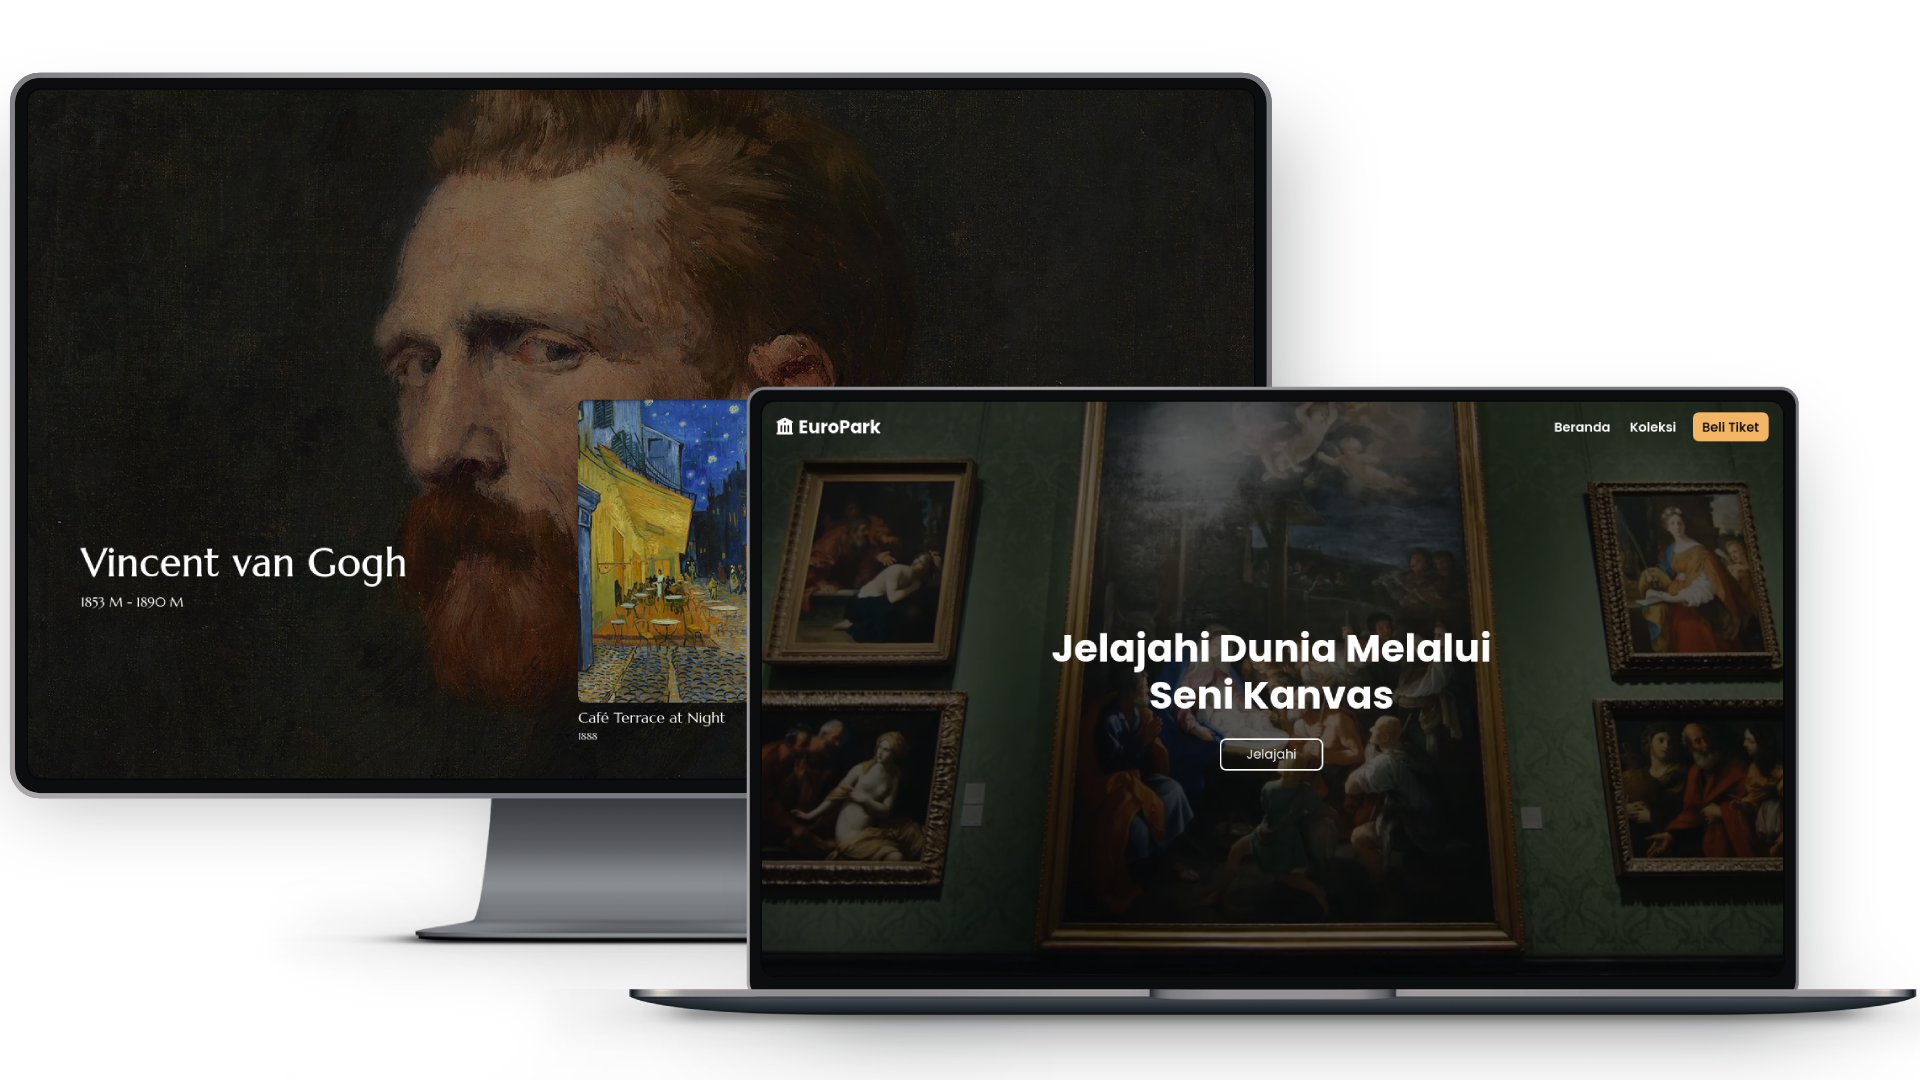 Vincent van Gogh
1853 M - 1890 M
Café Terrace at Night
1888
EuroPark
Beranda
Koleksi
Beli Tiket
Jelajahi Dunia Melalui
Seni Kanvas
Jelajahi